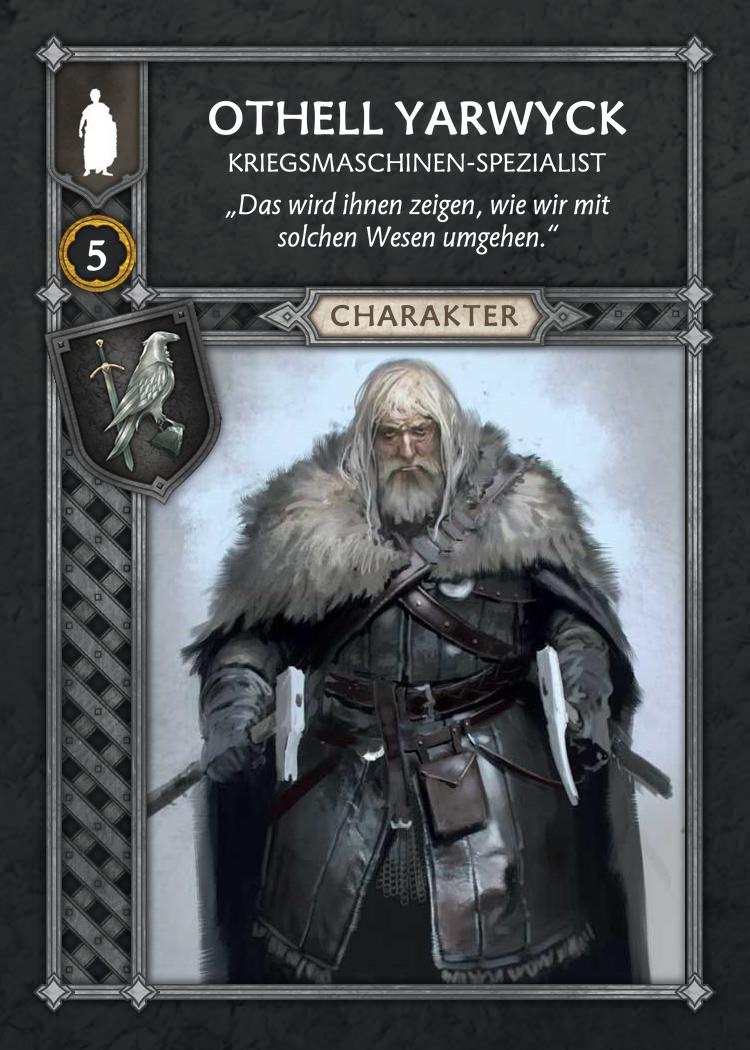 OTHELL YARWYCK
KRIEGSMASCHINEN-SPEZIALIST
„Das wird ihnen zeigen, wie wir mit
solchen Wesen umgehen.“
5
CHARAKTER